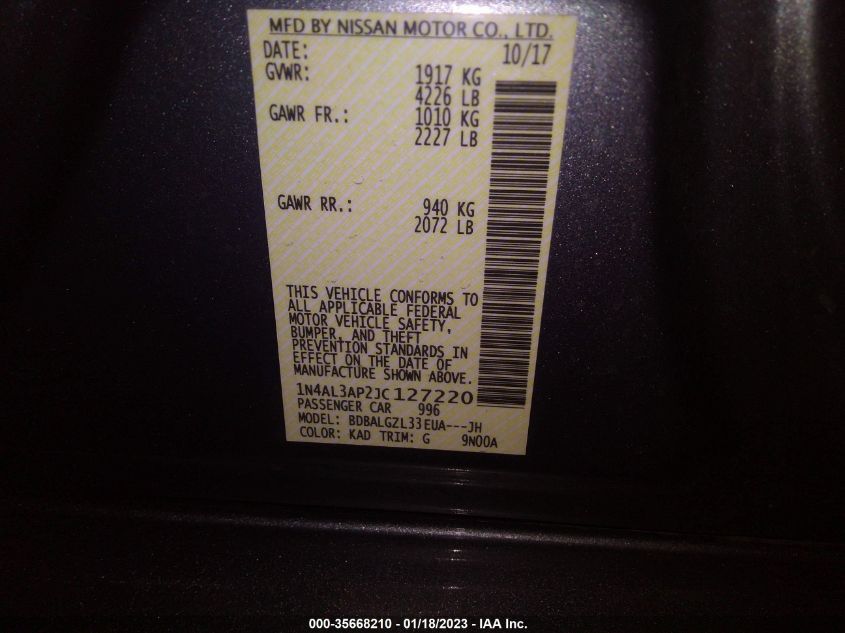 MFD BY NISSAN MOTOR CO., LTD.
DATE: 10/17
GVWR: 1917 KG
4226 LB
GAWR FR.: 1010 KG
2227 LB
GAWR RR.: 940 KG
2072 LB
THIS VEHICLE CONFORMS TO
ALL APPLICABLE FEDERAL
MOTOR VEHICLE SAFETY,
BUMPER, AND THEFT
PREVENTION STANDARDS IN
EFFECT ON THE DATE OF
MANUFACTURE SHOWN ABOVE.
1N4AL3AP2JC127220
PASSENGER CAR 996
MODEL: BDBALGZL33EUA---JH
COLOR: KAD TRIM: G 9N00A
000-35668210 - 01/18/2023 - IAA Inc.